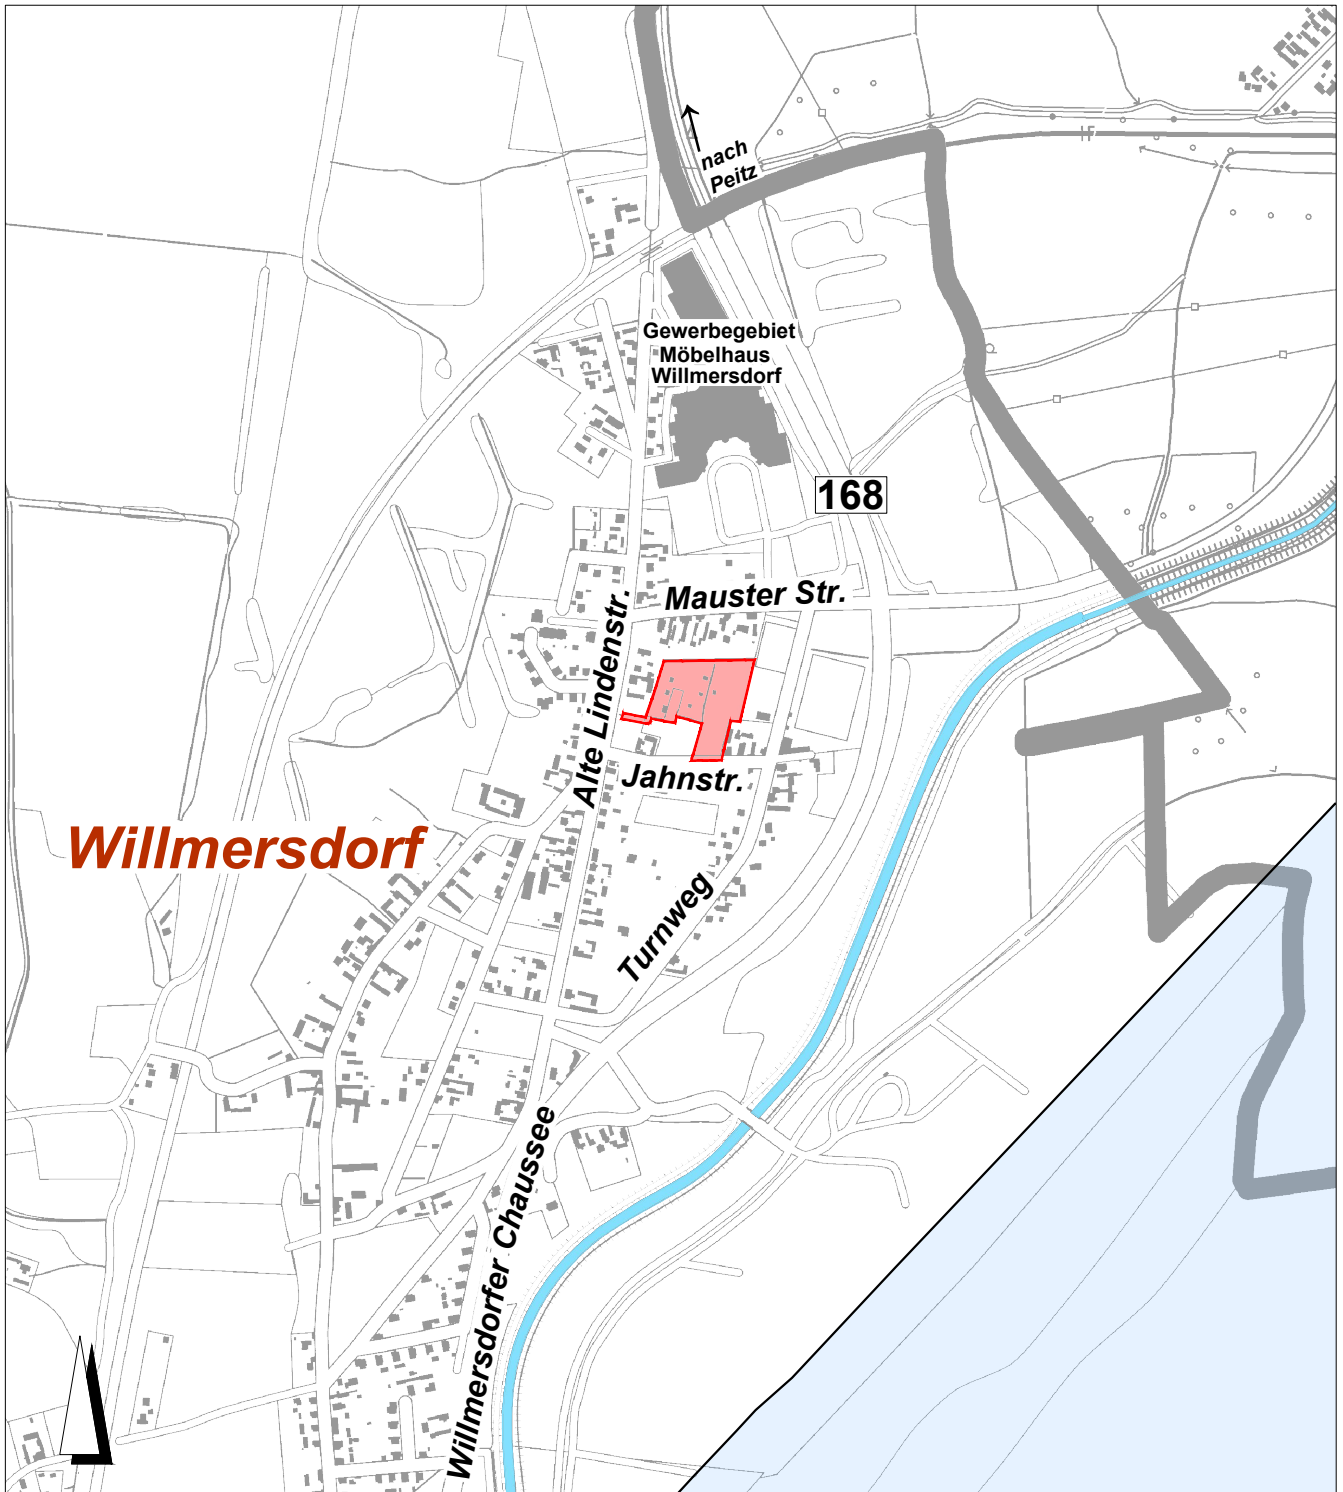 nach
Peitz
Gewerbegebiet
Möbelhaus
Willmersdorf
168
Mauster Str.
Alte Lindenstr.
Jahnstr.
Willmersdorf
Turnweg
Willmersdorfer Chaussee